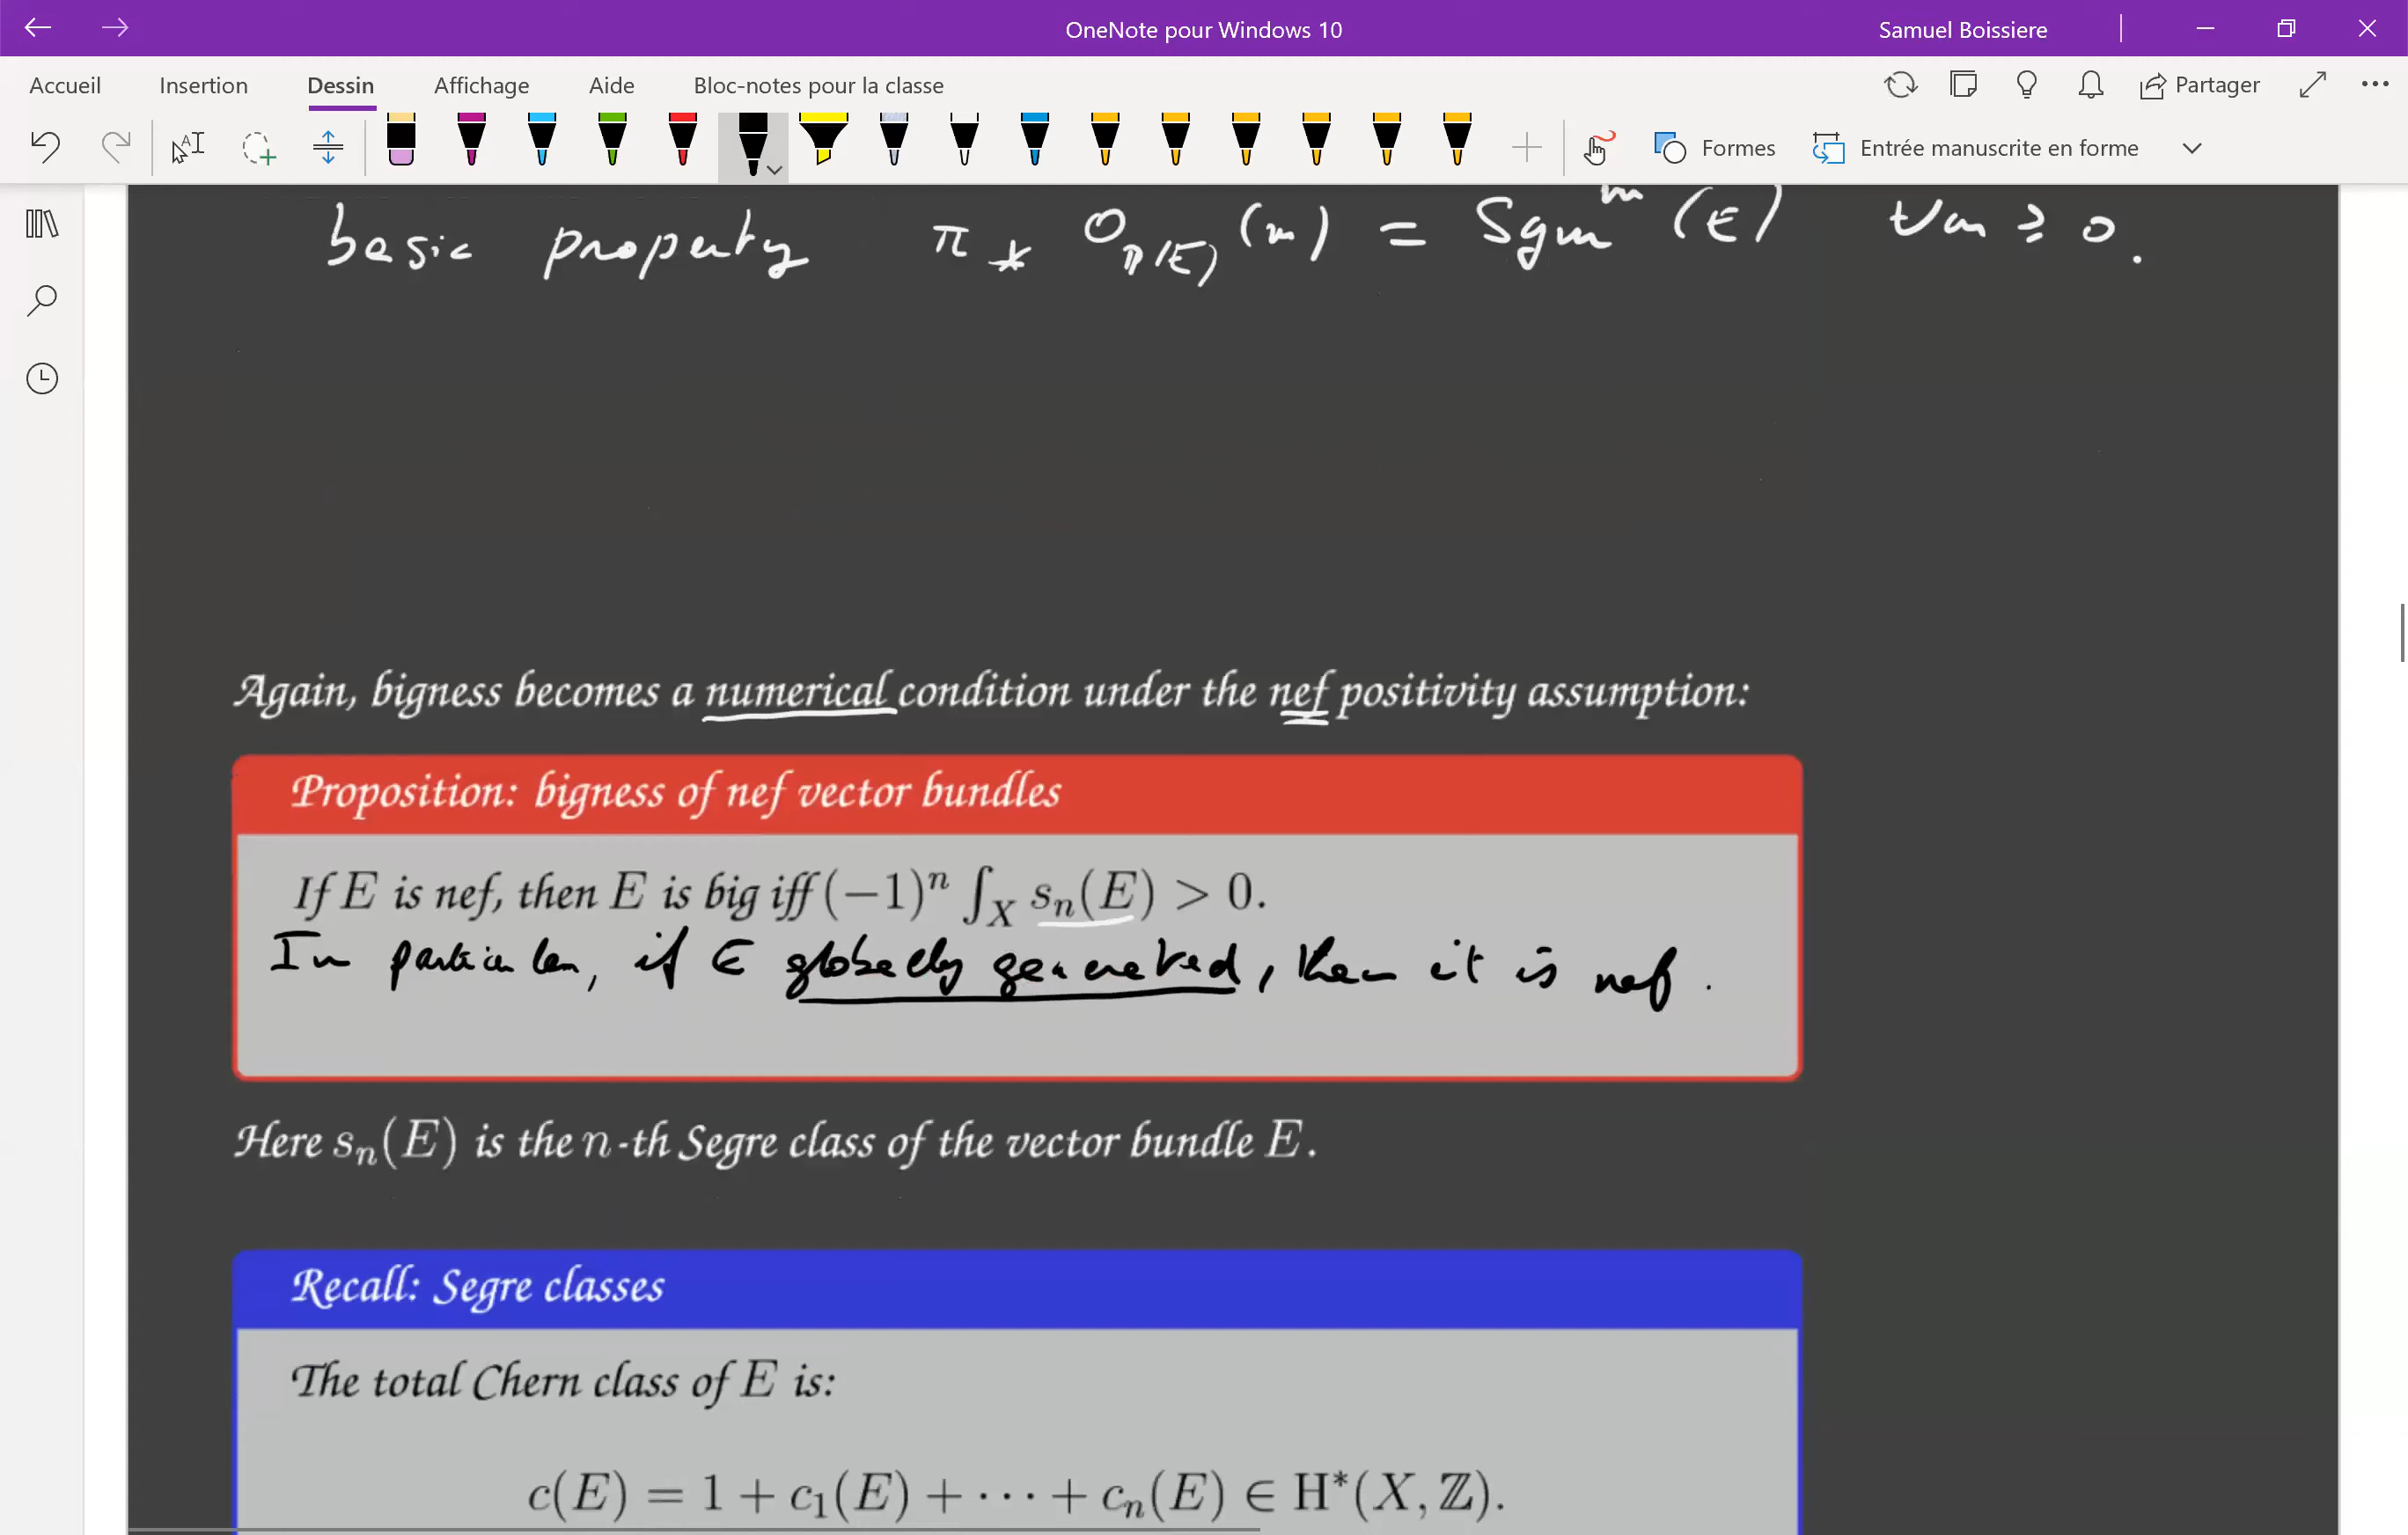 OneNote pour Windows 10
Samuel Boissiere
Accueil Insertion Dessin Affichage Aide Bloc-notes pour la classe
Partager
Formes
Entrée manuscrite en forme
basic property π_* O_{P(E)}(m) = Sym^m(E) ∀m ≥ 0.
Again, bigness becomes a numerical condition under the nef positivity assumption:
Proposition: bigness of nef vector bundles
If E is nef, then E is big iff (−1)^n ∫_X s_n(E) > 0.
In particular, if E globally generated, then it is nef.
Here s_n(E) is the n-th Segre class of the vector bundle E.
Recall: Segre classes
The total Chern class of E is:
c(E) = 1 + c_1(E) + ⋯ + c_n(E) ∈ H*(X, ℤ).